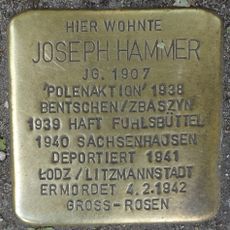 HIER WOHNTE
JOSEPH HAMMER
JG. 1907
'POLENAKTION' 1938
BENTSCHEN/ZBASZYN
1939 HAFT FUHLSBÜTTEL
1940 SACHSENHAUSEN
DEPORTIERT 1941
ŁODZ/LITZMANNSTADT
ERMORDET 4.2.1942
GROSS-ROSEN